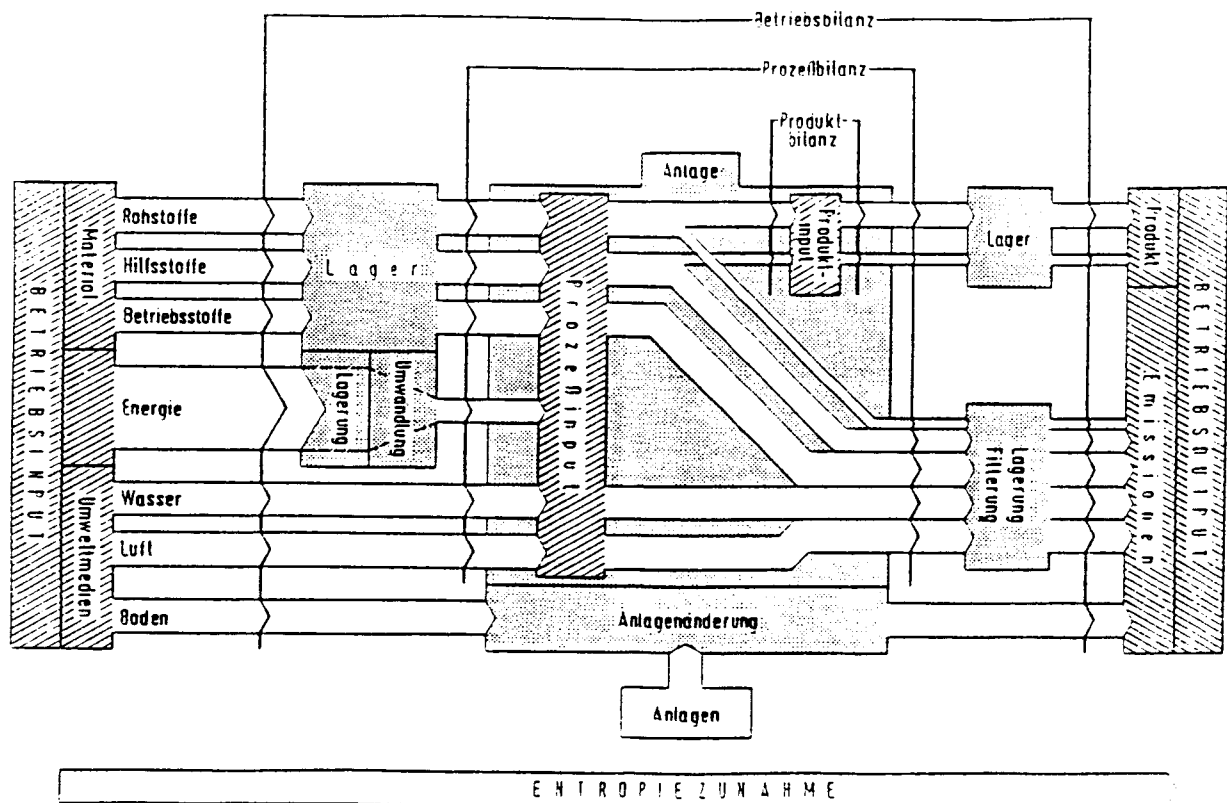 Betriebsbilanz
Prozeßbilanz
Produkt-
bilanz
Anlage
BETRIEBSINPUT
Material
Umweltmedien
Rohstoffe
Hilfsstoffe
Betriebsstoffe
Energie
Wasser
Luft
Boden
Lager
Lagerung
Umwandlung
Prozeßinput
Produkt-
input
Lager
Lagerung
Filterung
Produkt
Emissionen
BETRIEBSOUTPUT
Anlagenänderung
Anlagen
ENTROPIEZUNAHME